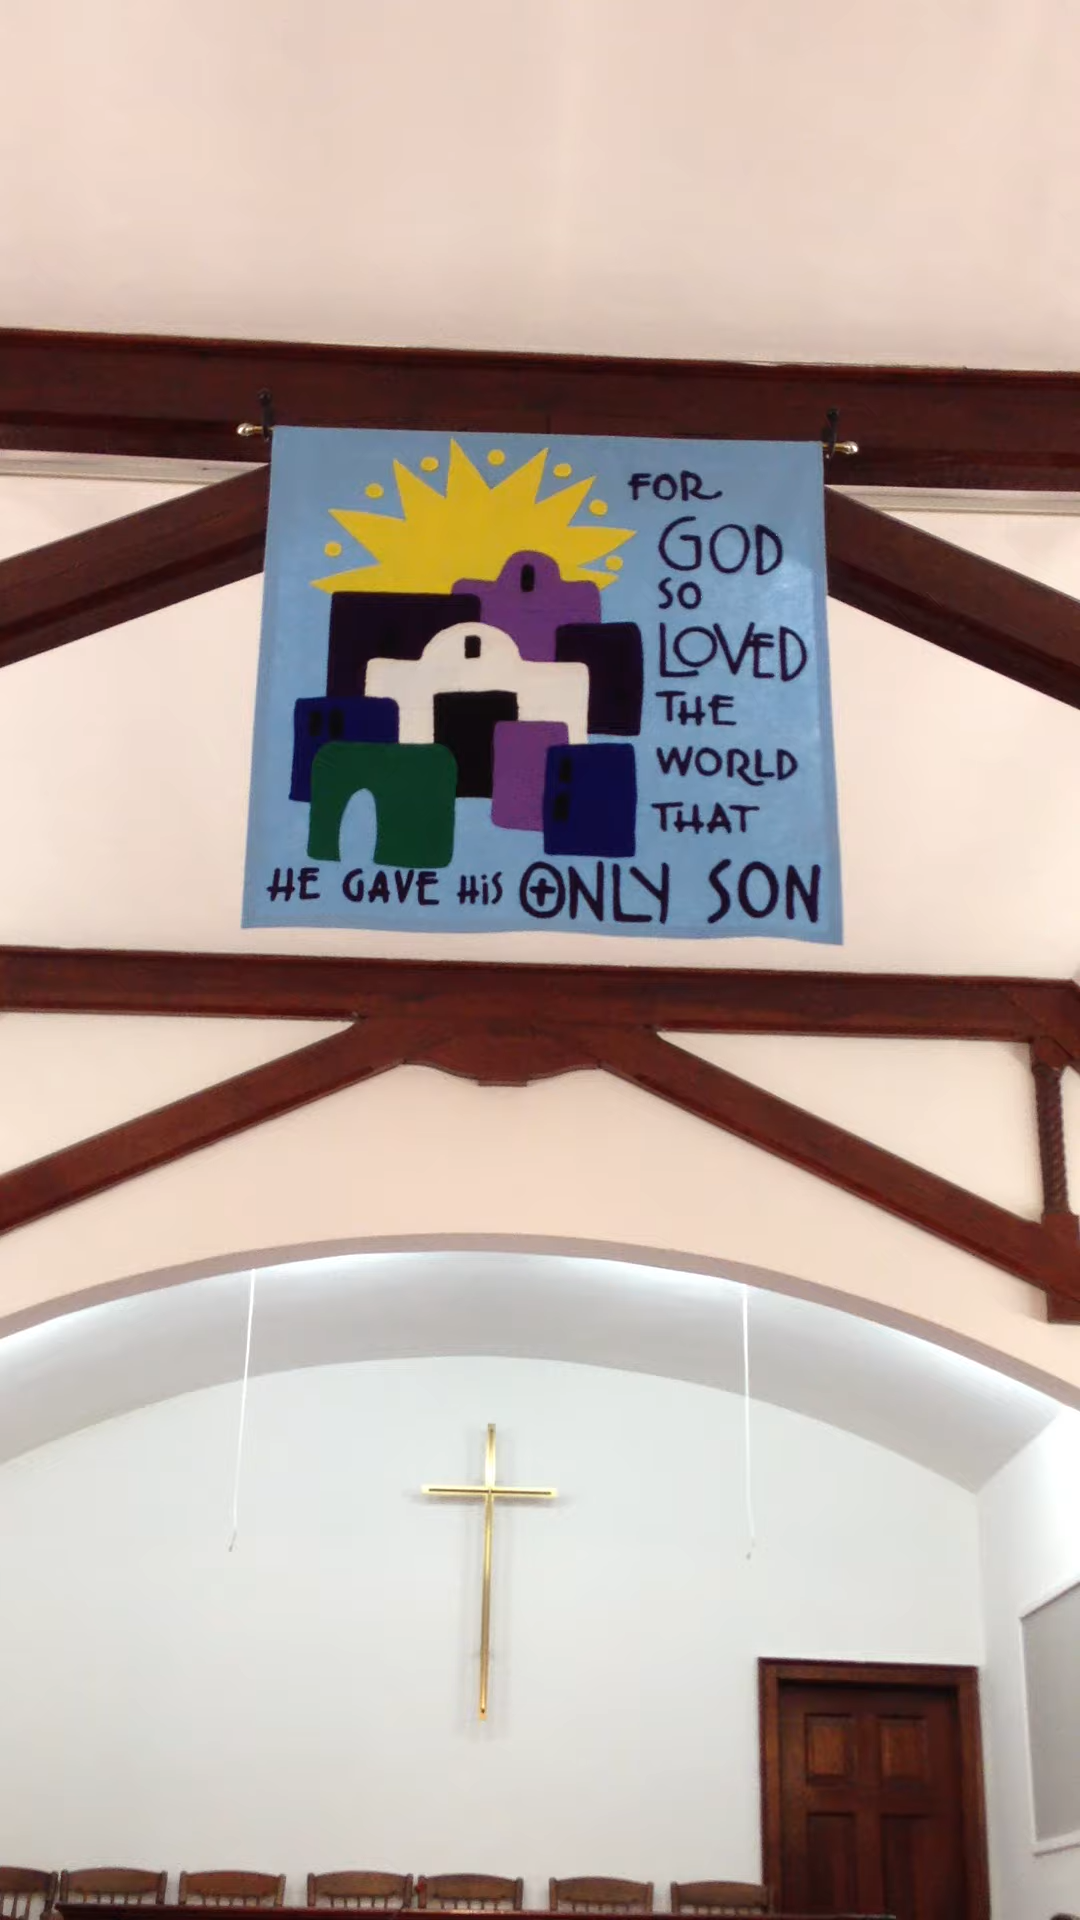 FOR
GOD
SO
LOVED
THE
WORLD
THAT
HE GAVE HiS ONLY SON